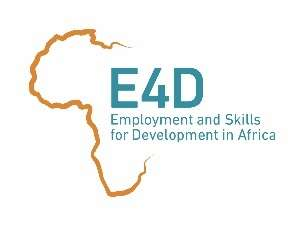 E4D
Employment and Skills
for Development in Africa